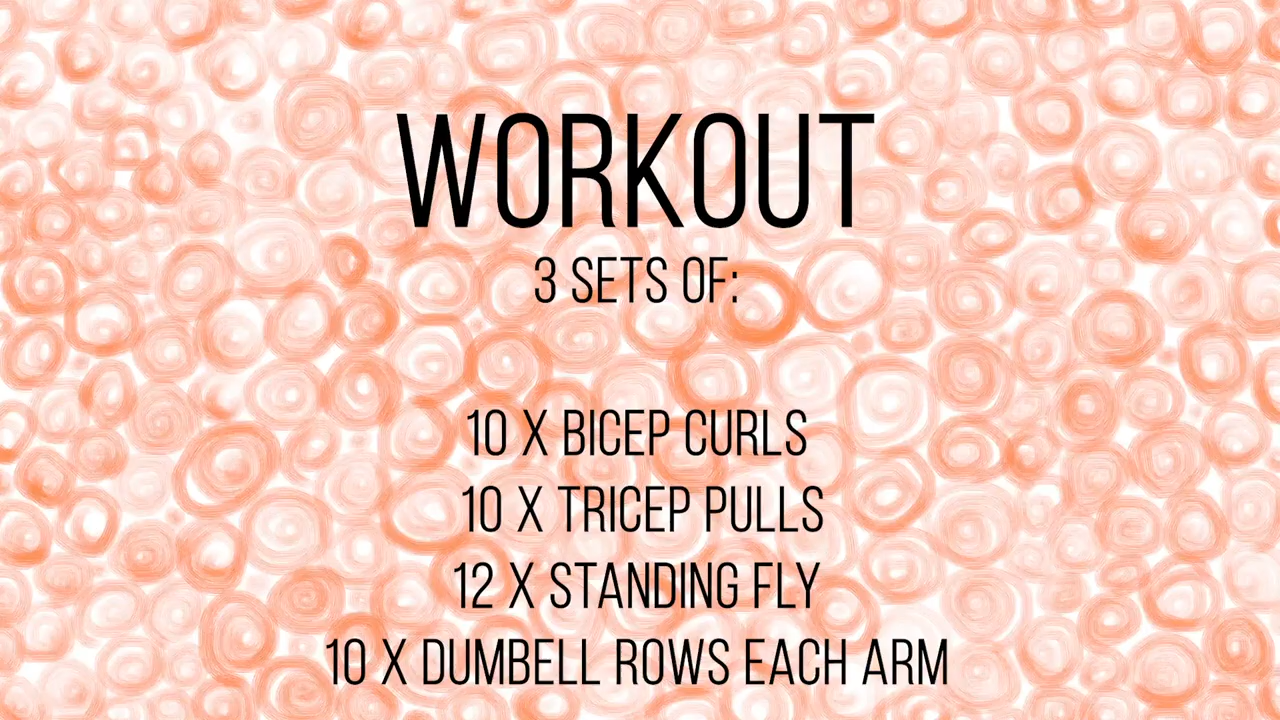 WORKOUT
3 SETS OF:
10 X BICEP CURLS
10 X TRICEP PULLS
12 X STANDING FLY
10 X DUMBELL ROWS EACH ARM